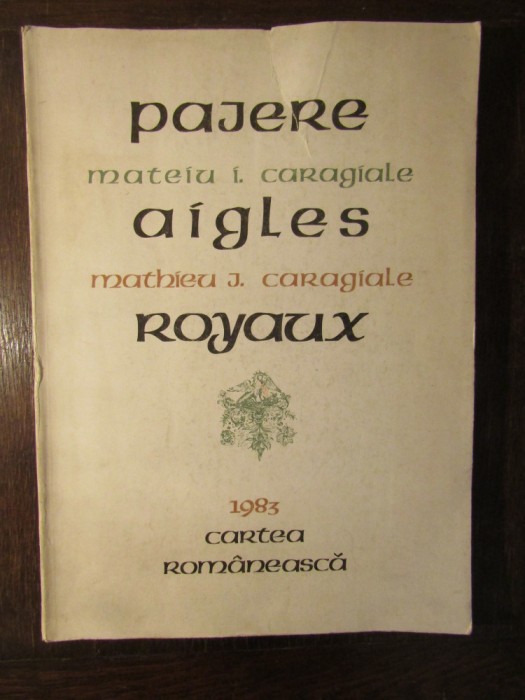 pajere
mateiu i. caragiale
aigles
mathieu j. caragiale
royaux
1983
cartea
românească